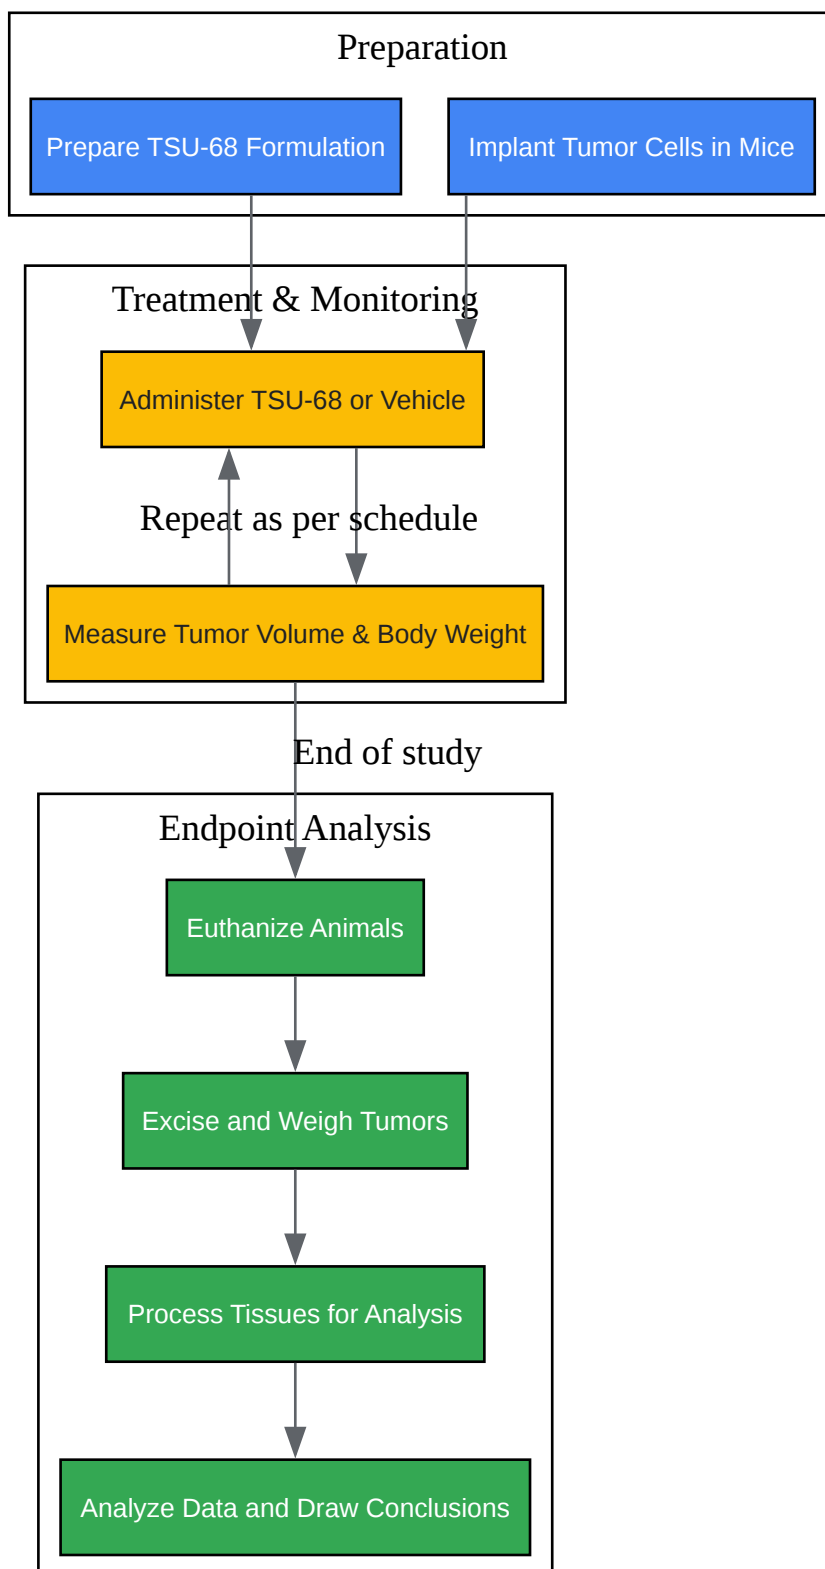 Preparation
Prepare TSU-68 Formulation
Implant Tumor Cells in Mice
Treatment & Monitoring
Administer TSU-68 or Vehicle
Repeat as per schedule
Measure Tumor Volume & Body Weight
End of study
Endpoint Analysis
Euthanize Animals
Excise and Weigh Tumors
Process Tissues for Analysis
Analyze Data and Draw Conclusions